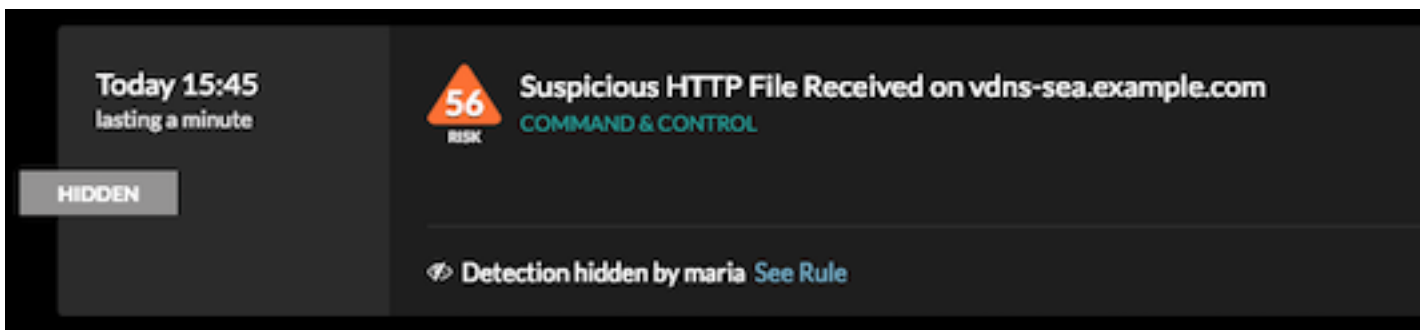 Today 15:45
lasting a minute
HIDDEN
56
RISK
Suspicious HTTP File Received on vdns-sea.example.com
COMMAND & CONTROL
Detection hidden by maria See Rule